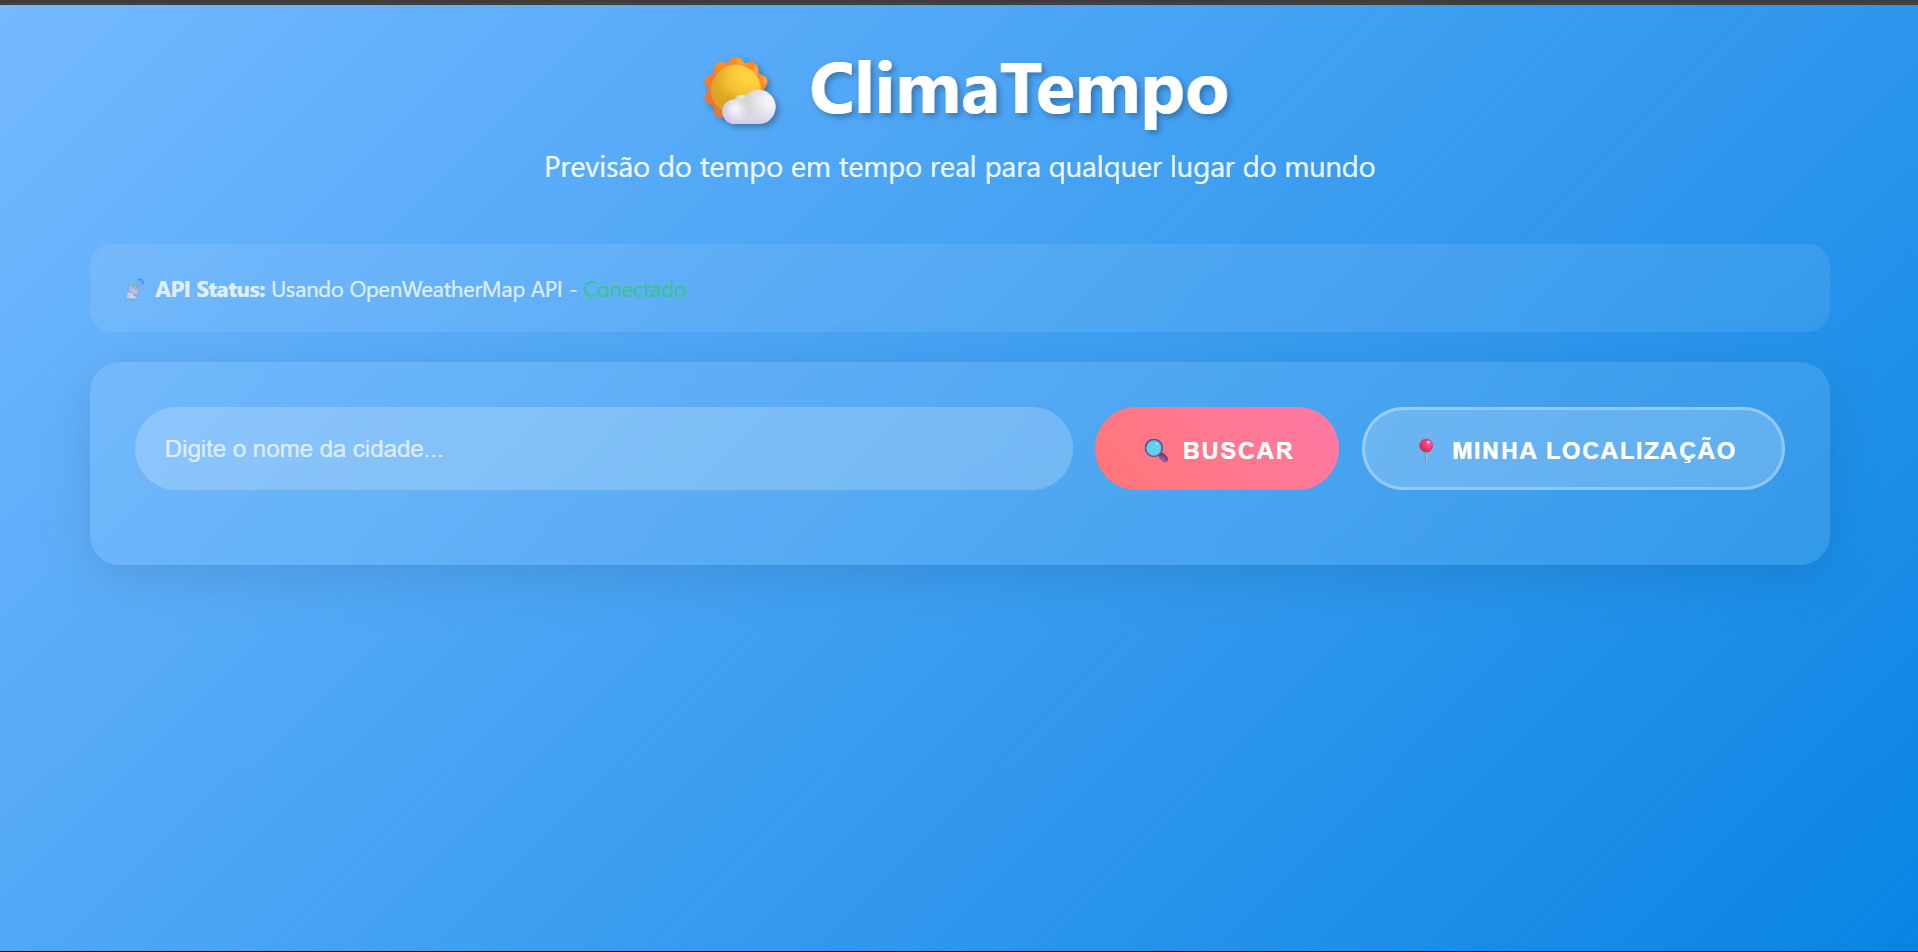 ClimaTempo
Previsão do tempo em tempo real para qualquer lugar do mundo
API Status: Usando OpenWeatherMap API - Conectado
Digite o nome da cidade...
BUSCAR
MINHA LOCALIZAÇÃO